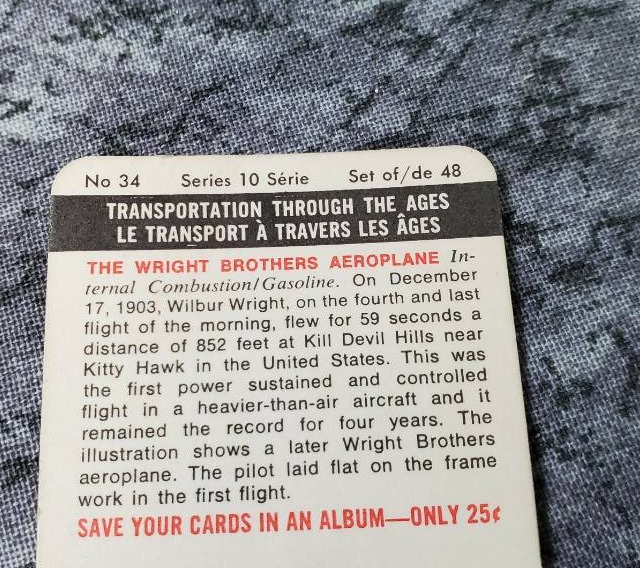 No 34 Series 10 Série Set of/de 48
TRANSPORTATION THROUGH THE AGES
LE TRANSPORT À TRAVERS LES ÂGES
THE WRIGHT BROTHERS AEROPLANE In-
ternal Combustion/Gasoline. On December
17, 1903, Wilbur Wright, on the fourth and last
flight of the morning, flew for 59 seconds a
distance of 852 feet at Kill Devil Hills near
Kitty Hawk in the United States. This was
the first power sustained and controlled
flight in a heavier-than-air aircraft and it
remained the record for four years. The
illustration shows a later Wright Brothers
aeroplane. The pilot laid flat on the frame
work in the first flight.
SAVE YOUR CARDS IN AN ALBUM—ONLY 25¢